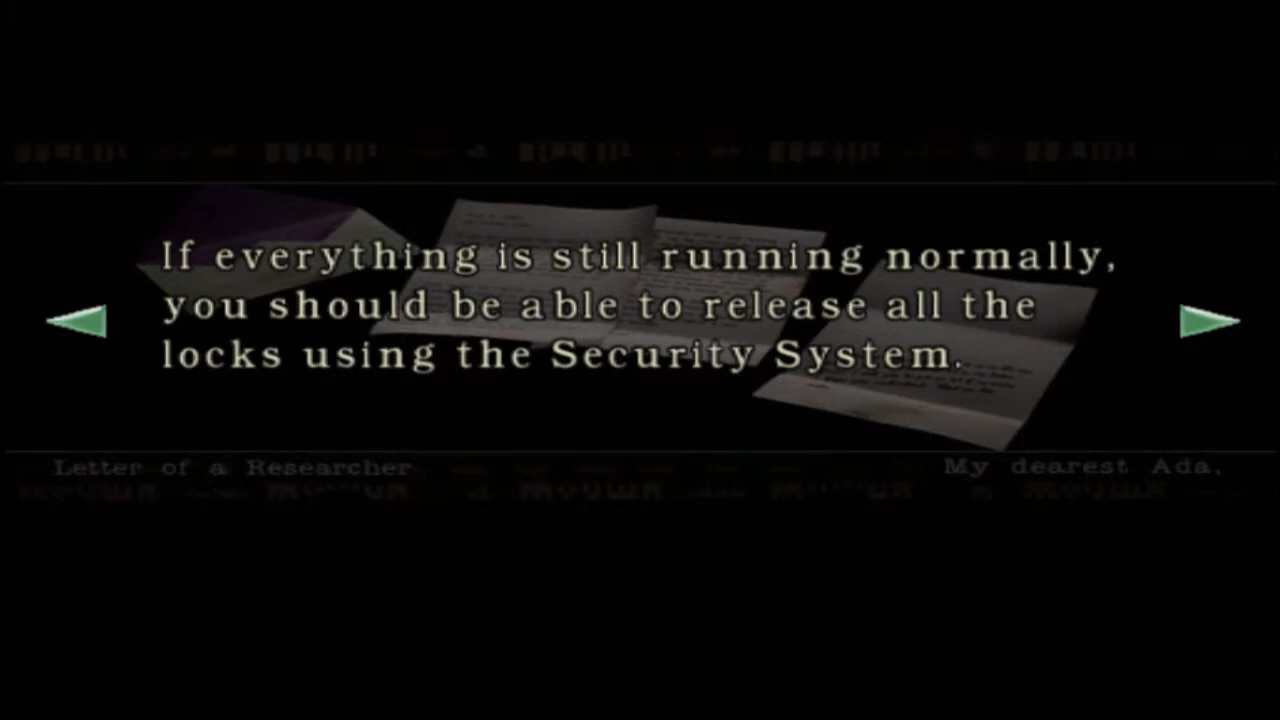 If everything is still running normally,
you should be able to release all the
locks using the Security System.
Letter of a Researcher
My dearest Ada,